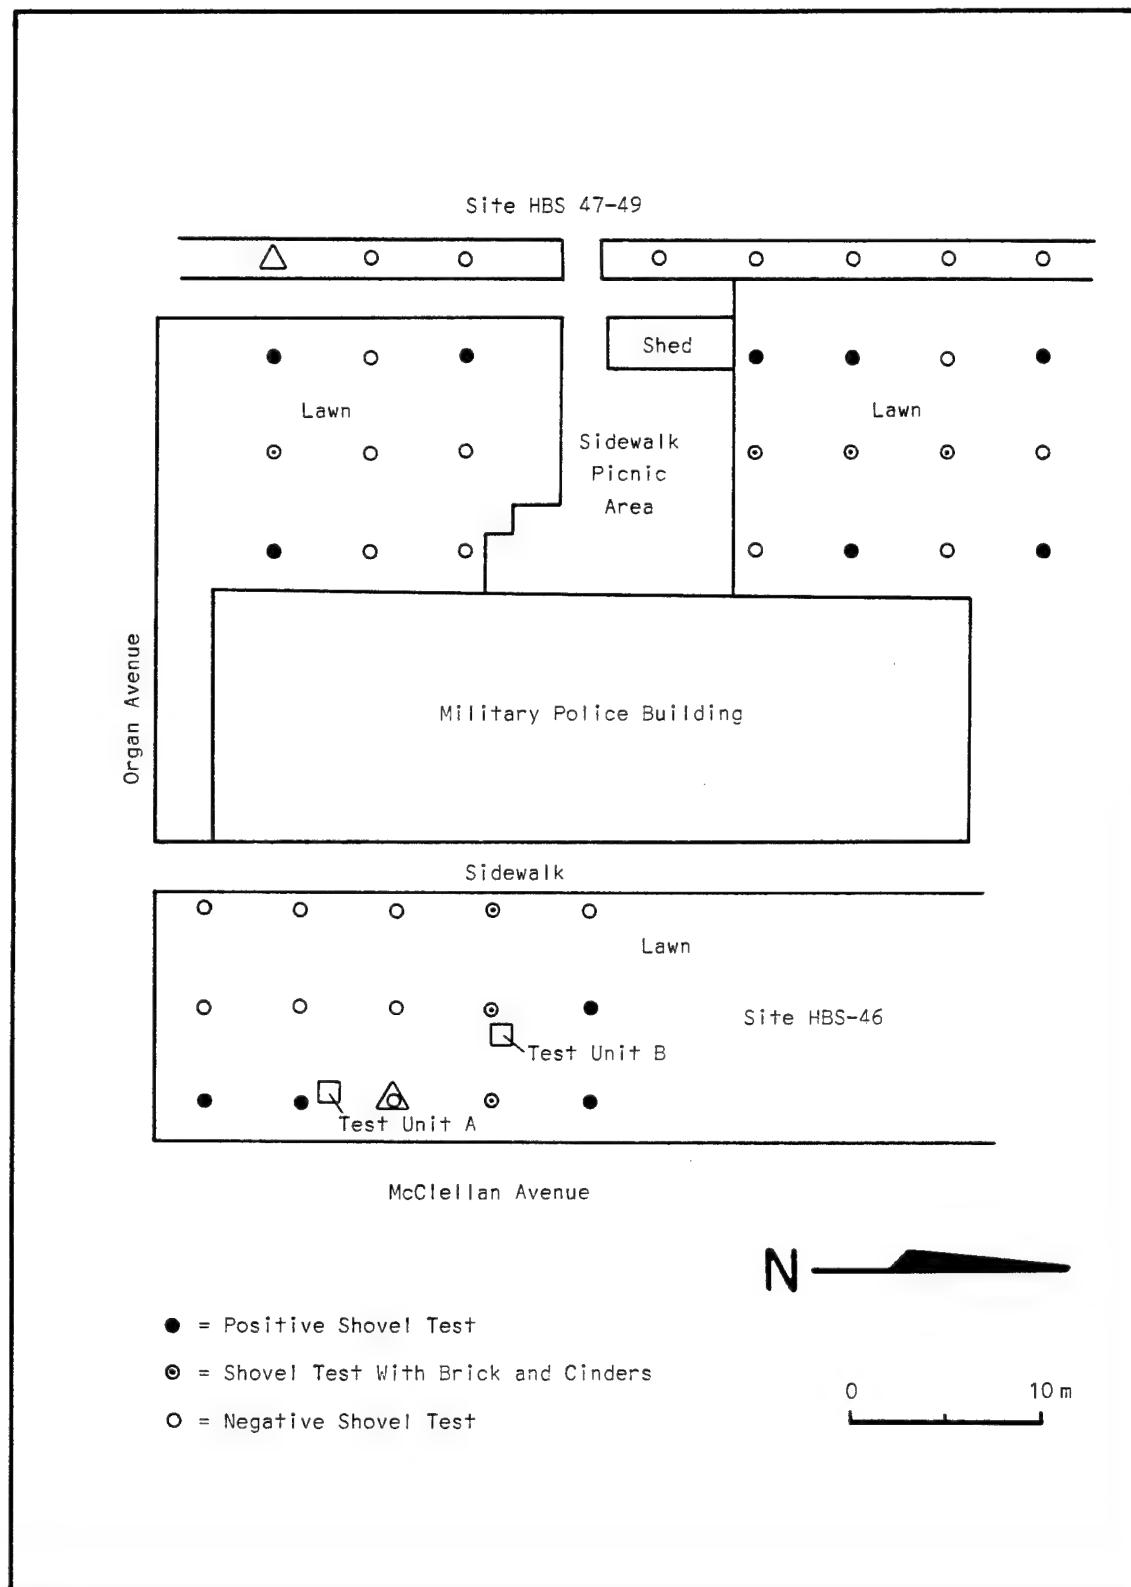 Site HBS 47-49
Shed
Lawn
Lawn
Sidewalk
Picnic
Area
Organ Avenue
Military Police Building
Sidewalk
Lawn
Site HBS-46
Test Unit B
Test Unit A
McClellan Avenue
N
= Positive Shovel Test
= Shovel Test With Brick and Cinders
= Negative Shovel Test
0 10 m